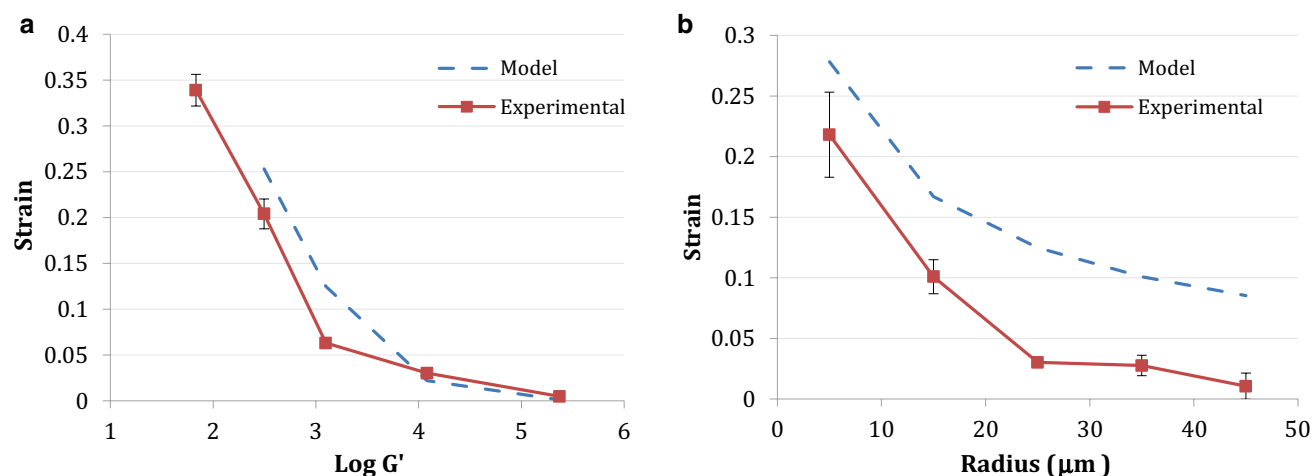 a
0.4
0.35
0.3
0.25
0.2
0.15
0.1
0.05
0
Strain
1 2 3 4 5 6
Log G'
Model
Experimental
b
0.3
0.25
0.2
0.15
0.1
0.05
0
Strain
0 10 20 30 40 50
Radius (μm )
Model
Experimental